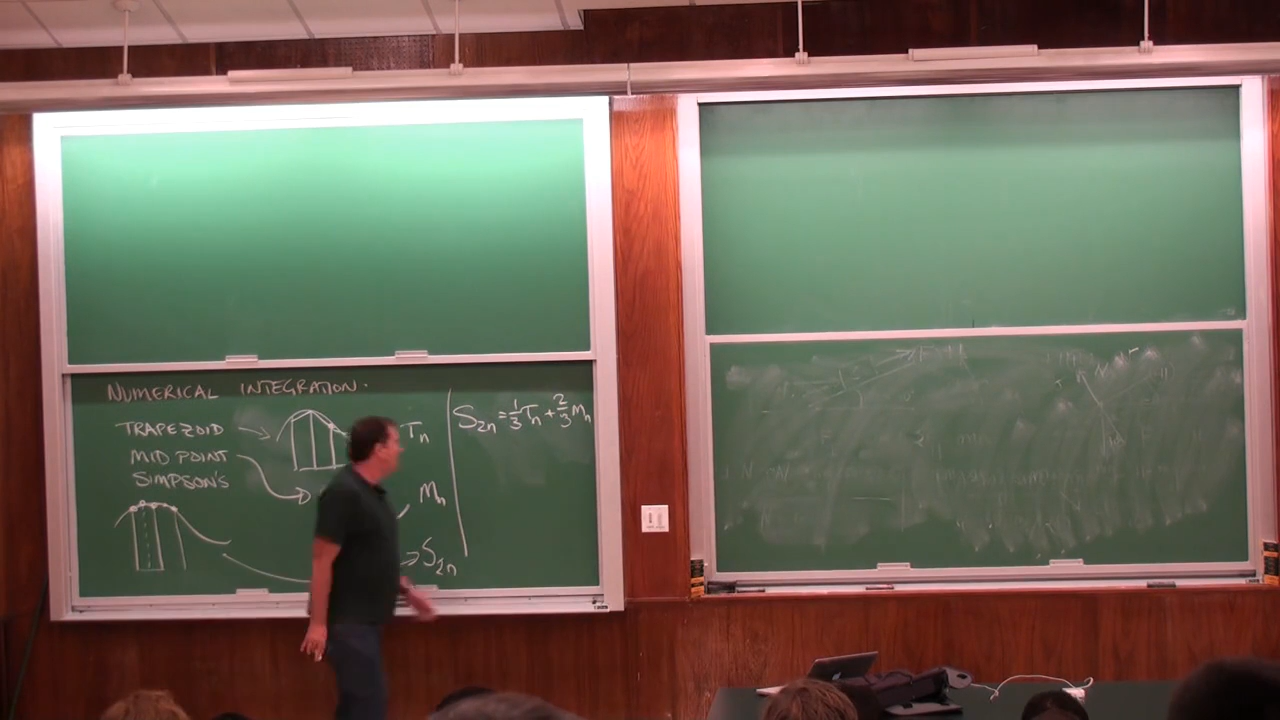 NUMERICAL INTEGRATION.
TRAPEZOID
MID POINT
SIMPSON'S
Tₙ
Mₙ
S₂ₙ
S₂ₙ = 1/3 Tₙ + 2/3 Mₙ